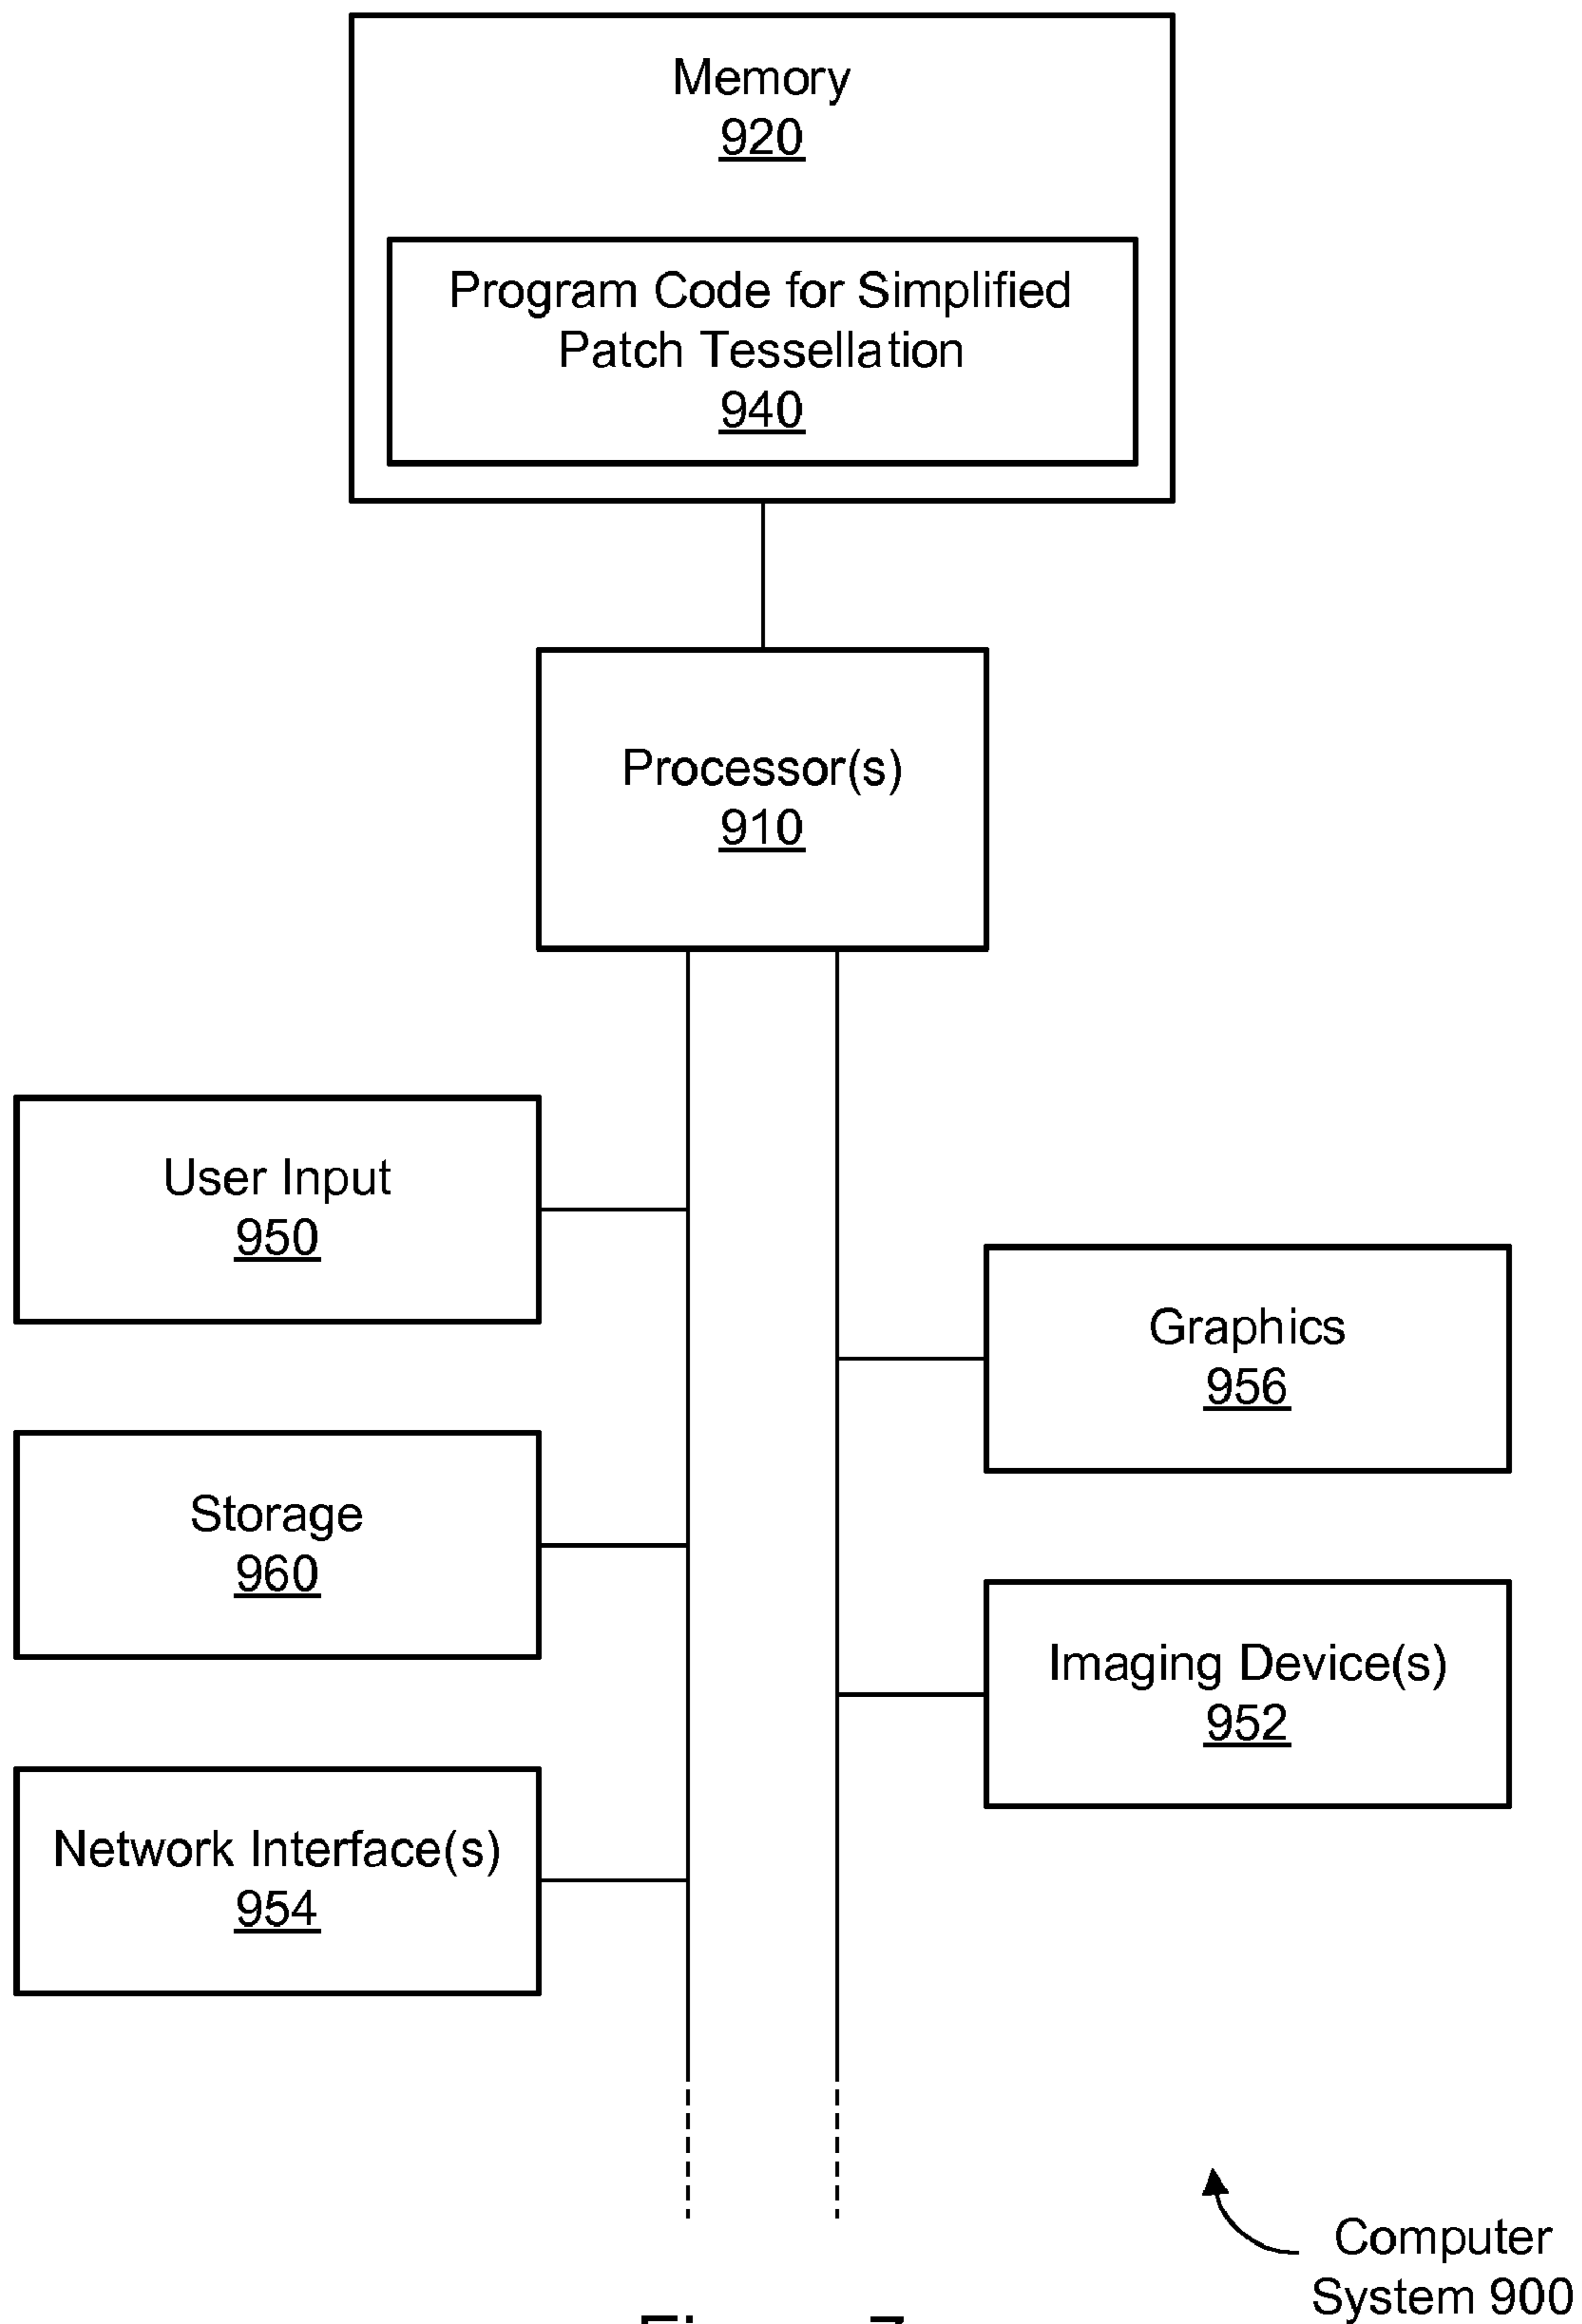 Memory
920
Program Code for Simplified
Patch Tessellation
940
Processor(s)
910
User Input
950
Graphics
956
Storage
960
Imaging Device(s)
952
Network Interface(s)
954
Computer
System 900